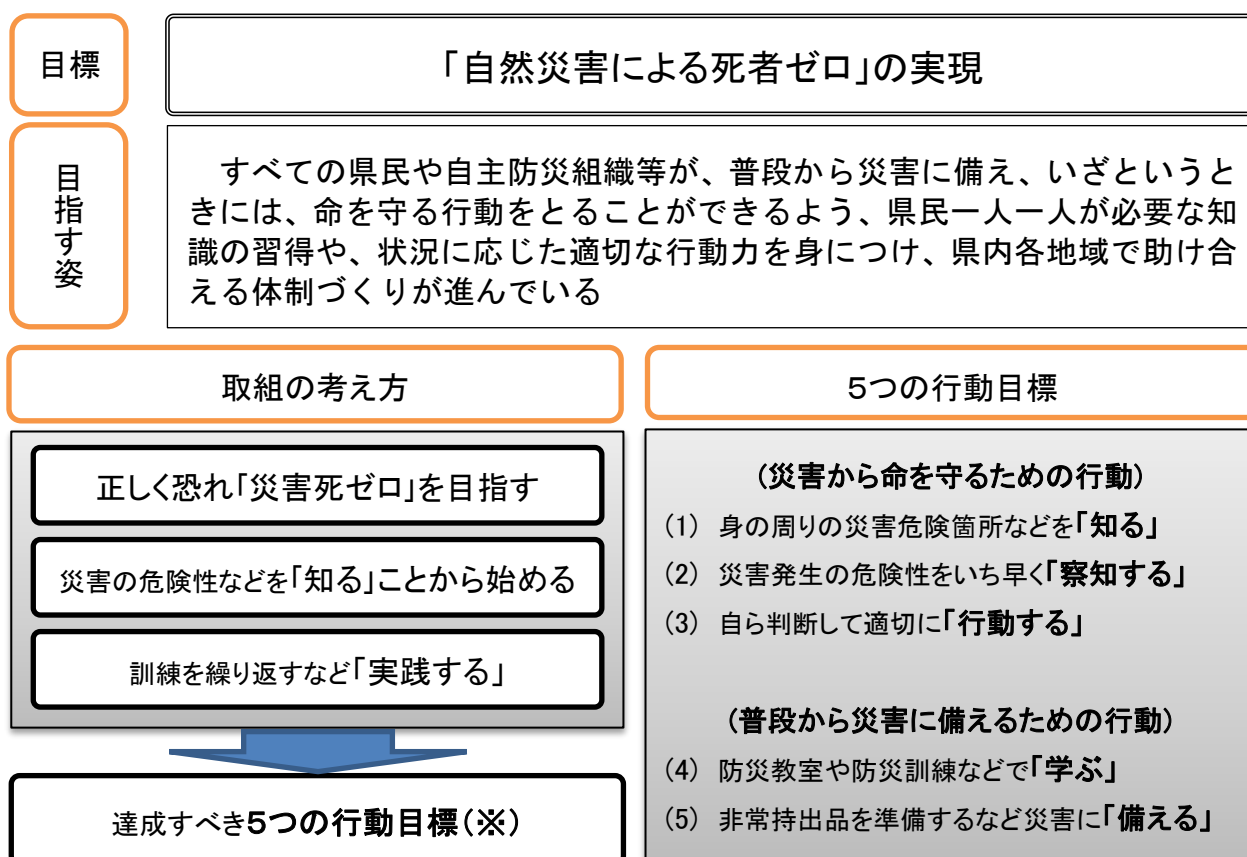 目標
「自然災害による死者ゼロ」の実現
目指す姿
すべての県民や自主防災組織等が、普段から災害に備え、いざというと
きには、命を守る行動をとることができるよう、県民一人一人が必要な知
識の習得や、状況に応じた適切な行動力を身につけ、県内各地域で助け合
える体制づくりが進んでいる
取組の考え方
正しく恐れ「災害死ゼロ」を目指す
災害の危険性などを「知る」ことから始める
訓練を繰り返すなど「実践する」
達成すべき5つの行動目標(※)
5つの行動目標
(災害から命を守るための行動)
(1) 身の周りの災害危険箇所などを「知る」
(2) 災害発生の危険性をいち早く「察知する」
(3) 自ら判断して適切に「行動する」
(普段から災害に備えるための行動)
(4) 防災教室や防災訓練などで「学ぶ」
(5) 非常持出品を準備するなど災害に「備える」